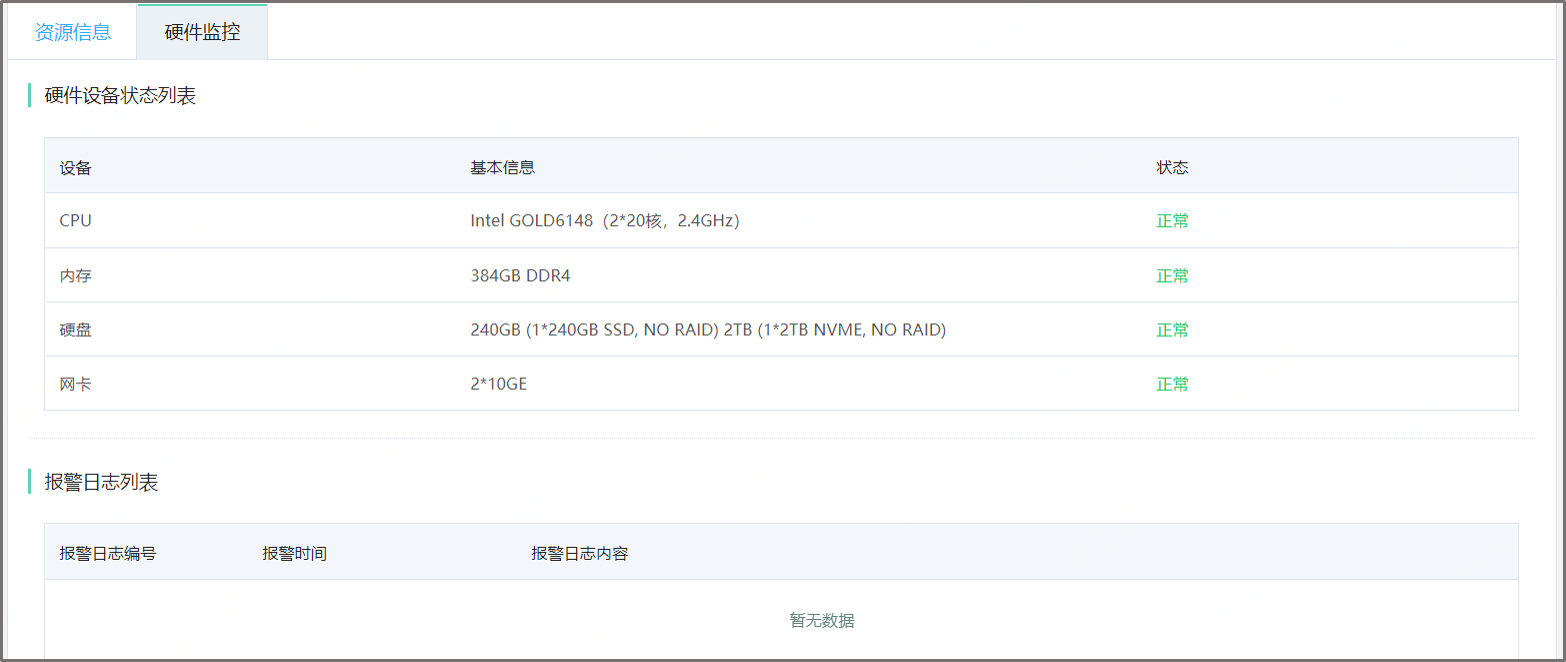 资源信息 硬件监控
硬件设备状态列表
设备 基本信息 状态
CPU Intel GOLD6148（2*20核，2.4GHz） 正常
内存 384GB DDR4 正常
硬盘 240GB (1*240GB SSD, NO RAID) 2TB (1*2TB NVME, NO RAID) 正常
网卡 2*10GE 正常
报警日志列表
报警日志编号 报警时间 报警日志内容
暂无数据